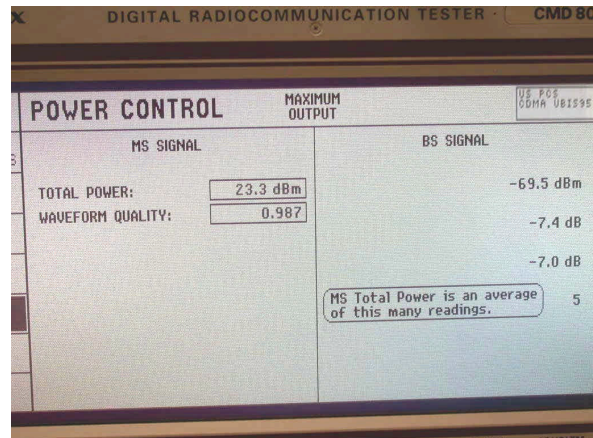 DIGITAL RADIOCOMMUNICATION TESTER - CMD 80
POWER CONTROL
MAXIMUM
OUTPUT
US PCS
CDMA UBIS95
MS SIGNAL
TOTAL POWER: 23.3 dBm
WAVEFORM QUALITY: 0.987
BS SIGNAL
-69.5 dBm
-7.4 dB
-7.0 dB
MS Total Power is an average
of this many readings.
5